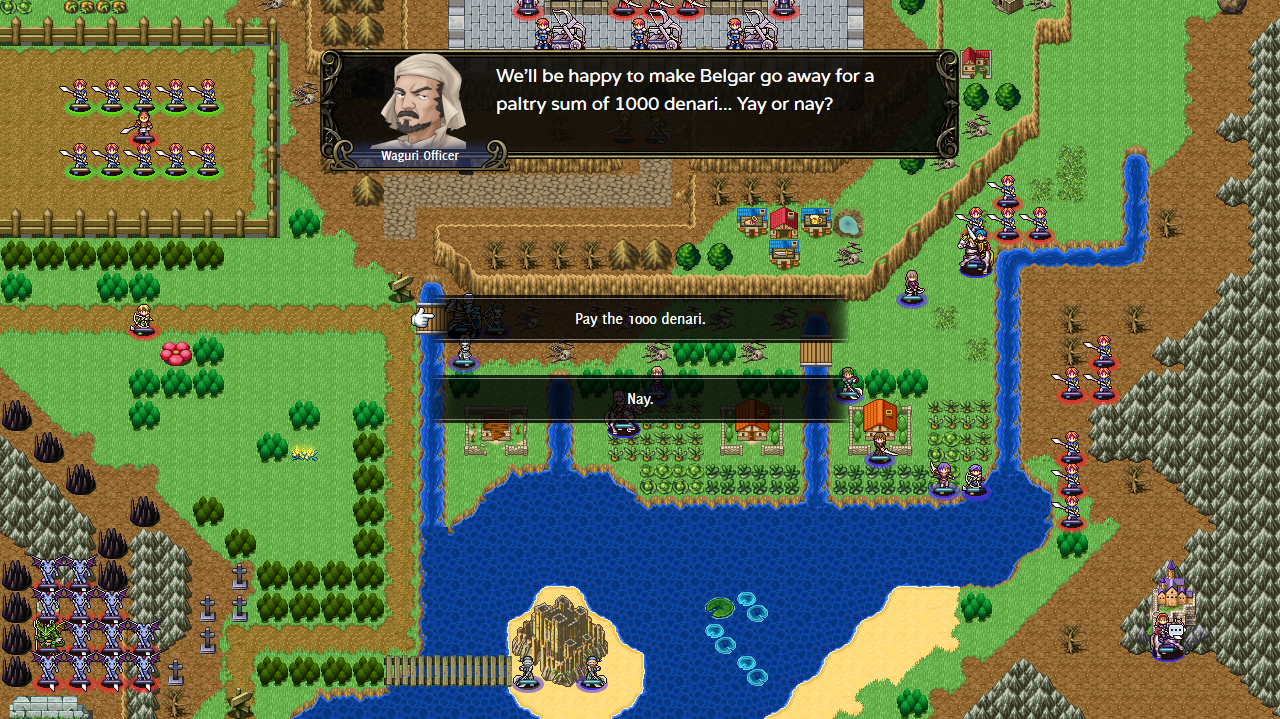 We'll be happy to make Belgar go away for a
paltry sum of 1000 denari... Yay or nay?
Waguri Officer
Pay the 1000 denari.
Nay.